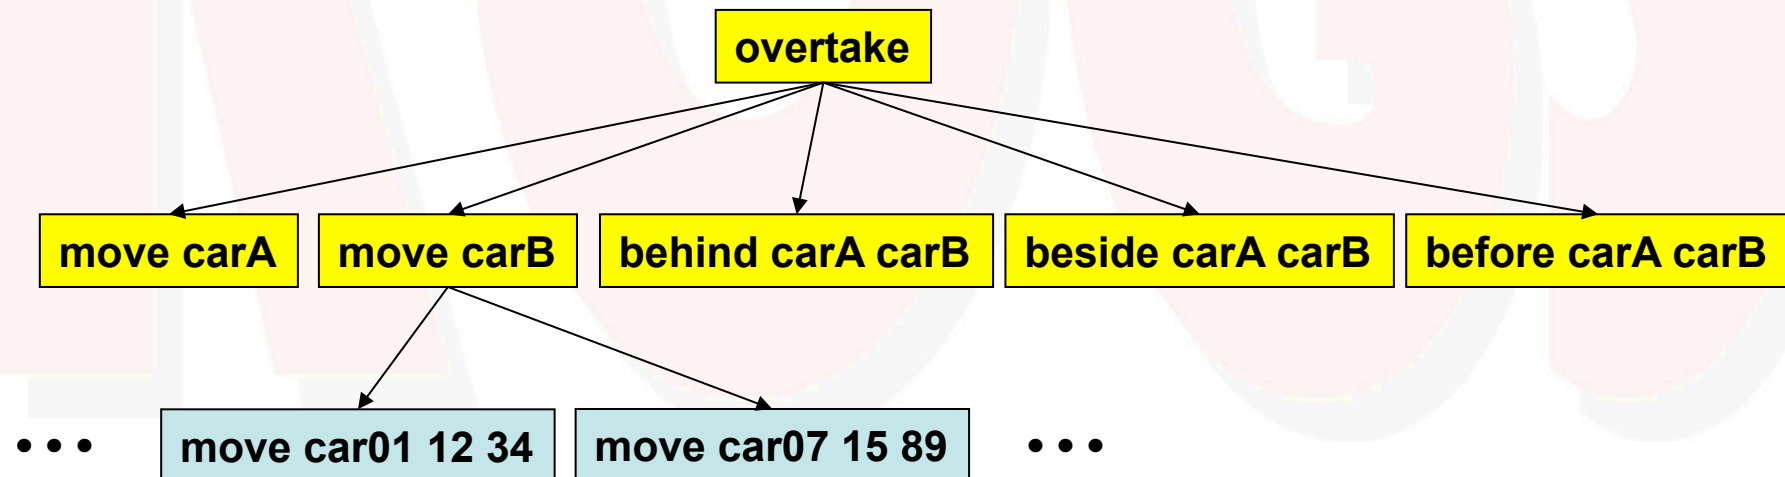 overtake
move carA
move carB
behind carA carB
beside carA carB
before carA carB
• • •
move car01 12 34
move car07 15 89
• • •